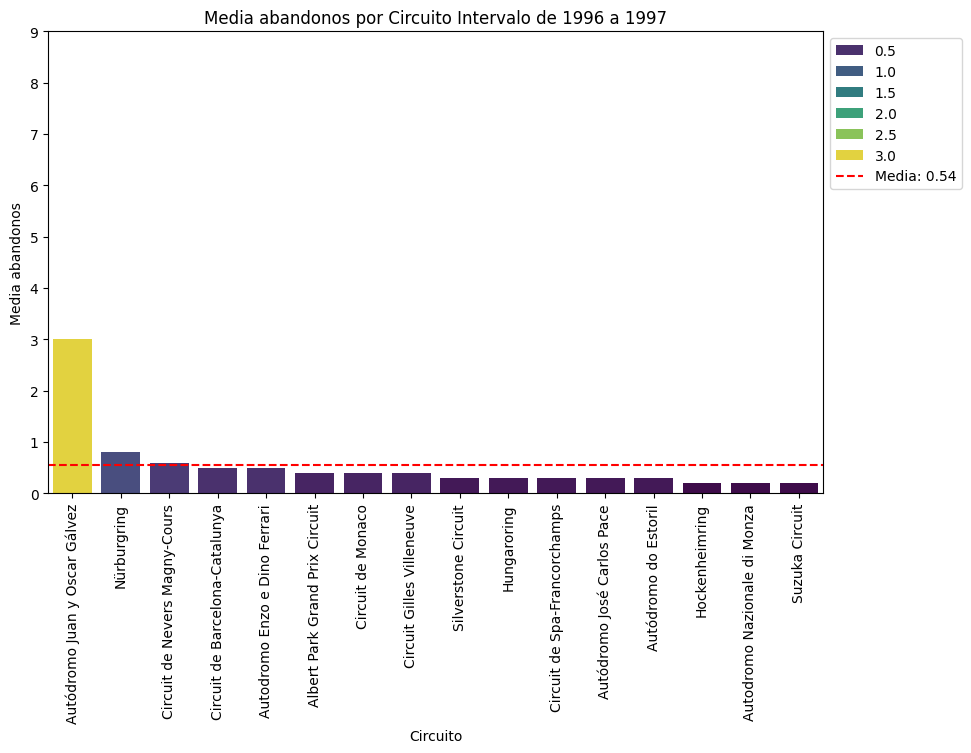 Media abandonos por Circuito Intervalo de 1996 a 1997
9
8
7
6
5
4
3
2
1
0
Media abandonos
0.5
1.0
1.5
2.0
2.5
3.0
Media: 0.54
Autódromo Juan y Oscar Gálvez
Nürburgring
Circuit de Nevers Magny-Cours
Circuit de Barcelona-Catalunya
Autodromo Enzo e Dino Ferrari
Albert Park Grand Prix Circuit
Circuit de Monaco
Circuit Gilles Villeneuve
Silverstone Circuit
Hungaroring
Circuit de Spa-Francorchamps
Autódromo José Carlos Pace
Autódromo do Estoril
Hockenheimring
Autodromo Nazionale di Monza
Suzuka Circuit
Circuito